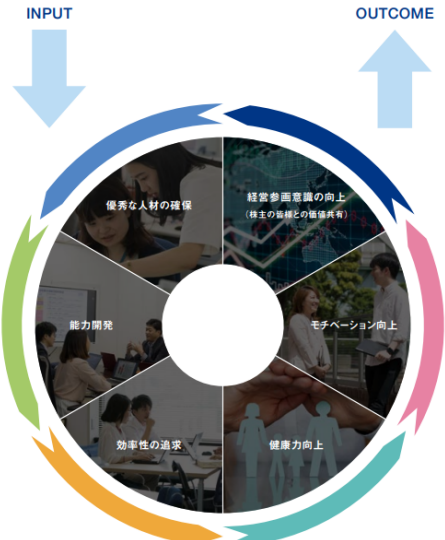 INPUT
OUTCOME
優秀な人材の確保
経営参画意識の向上
（株主の皆様との価値共有）
能力開発
モチベーション向上
効率性の追求
健康力向上